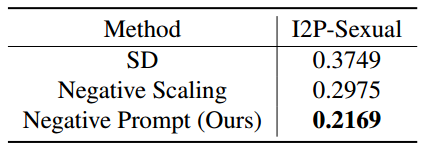 Method I2P-Sexual
SD 0.3749
Negative Scaling 0.2975
Negative Prompt (Ours) 0.2169